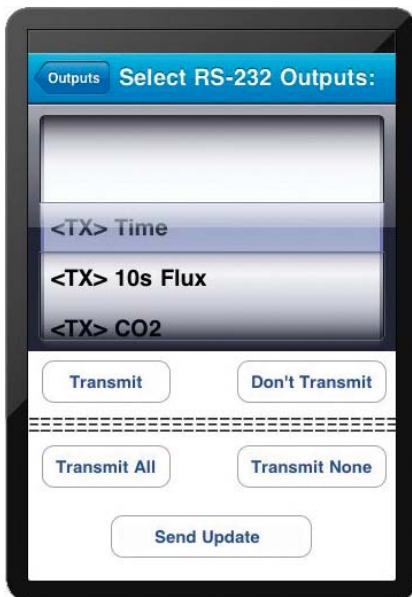 Outputs Select RS-232 Outputs:
<TX> Time
<TX> 10s Flux
<TX> CO2
Transmit Don't Transmit
Transmit All Transmit None
Send Update